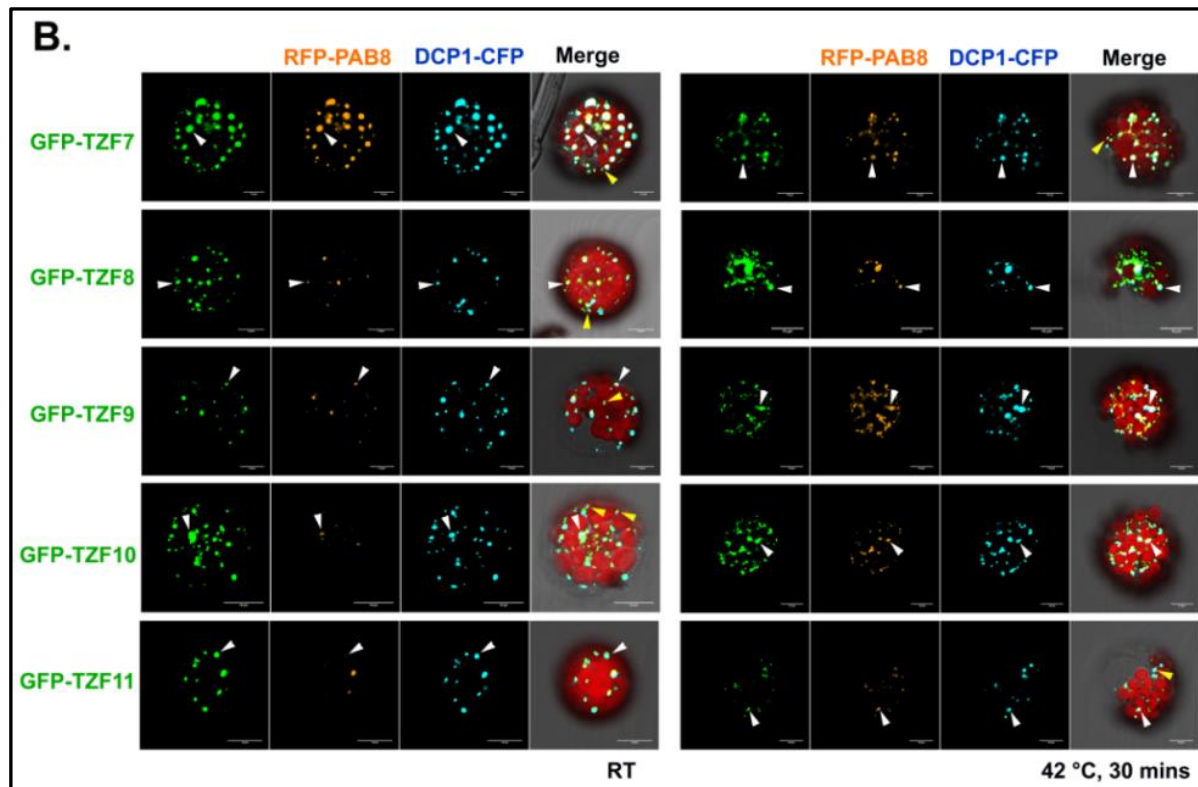 B.
RFP-PAB8 DCP1-CFP Merge RFP-PAB8 DCP1-CFP Merge
GFP-TZF7
GFP-TZF8
GFP-TZF9
GFP-TZF10
GFP-TZF11
RT 42 °C, 30 mins